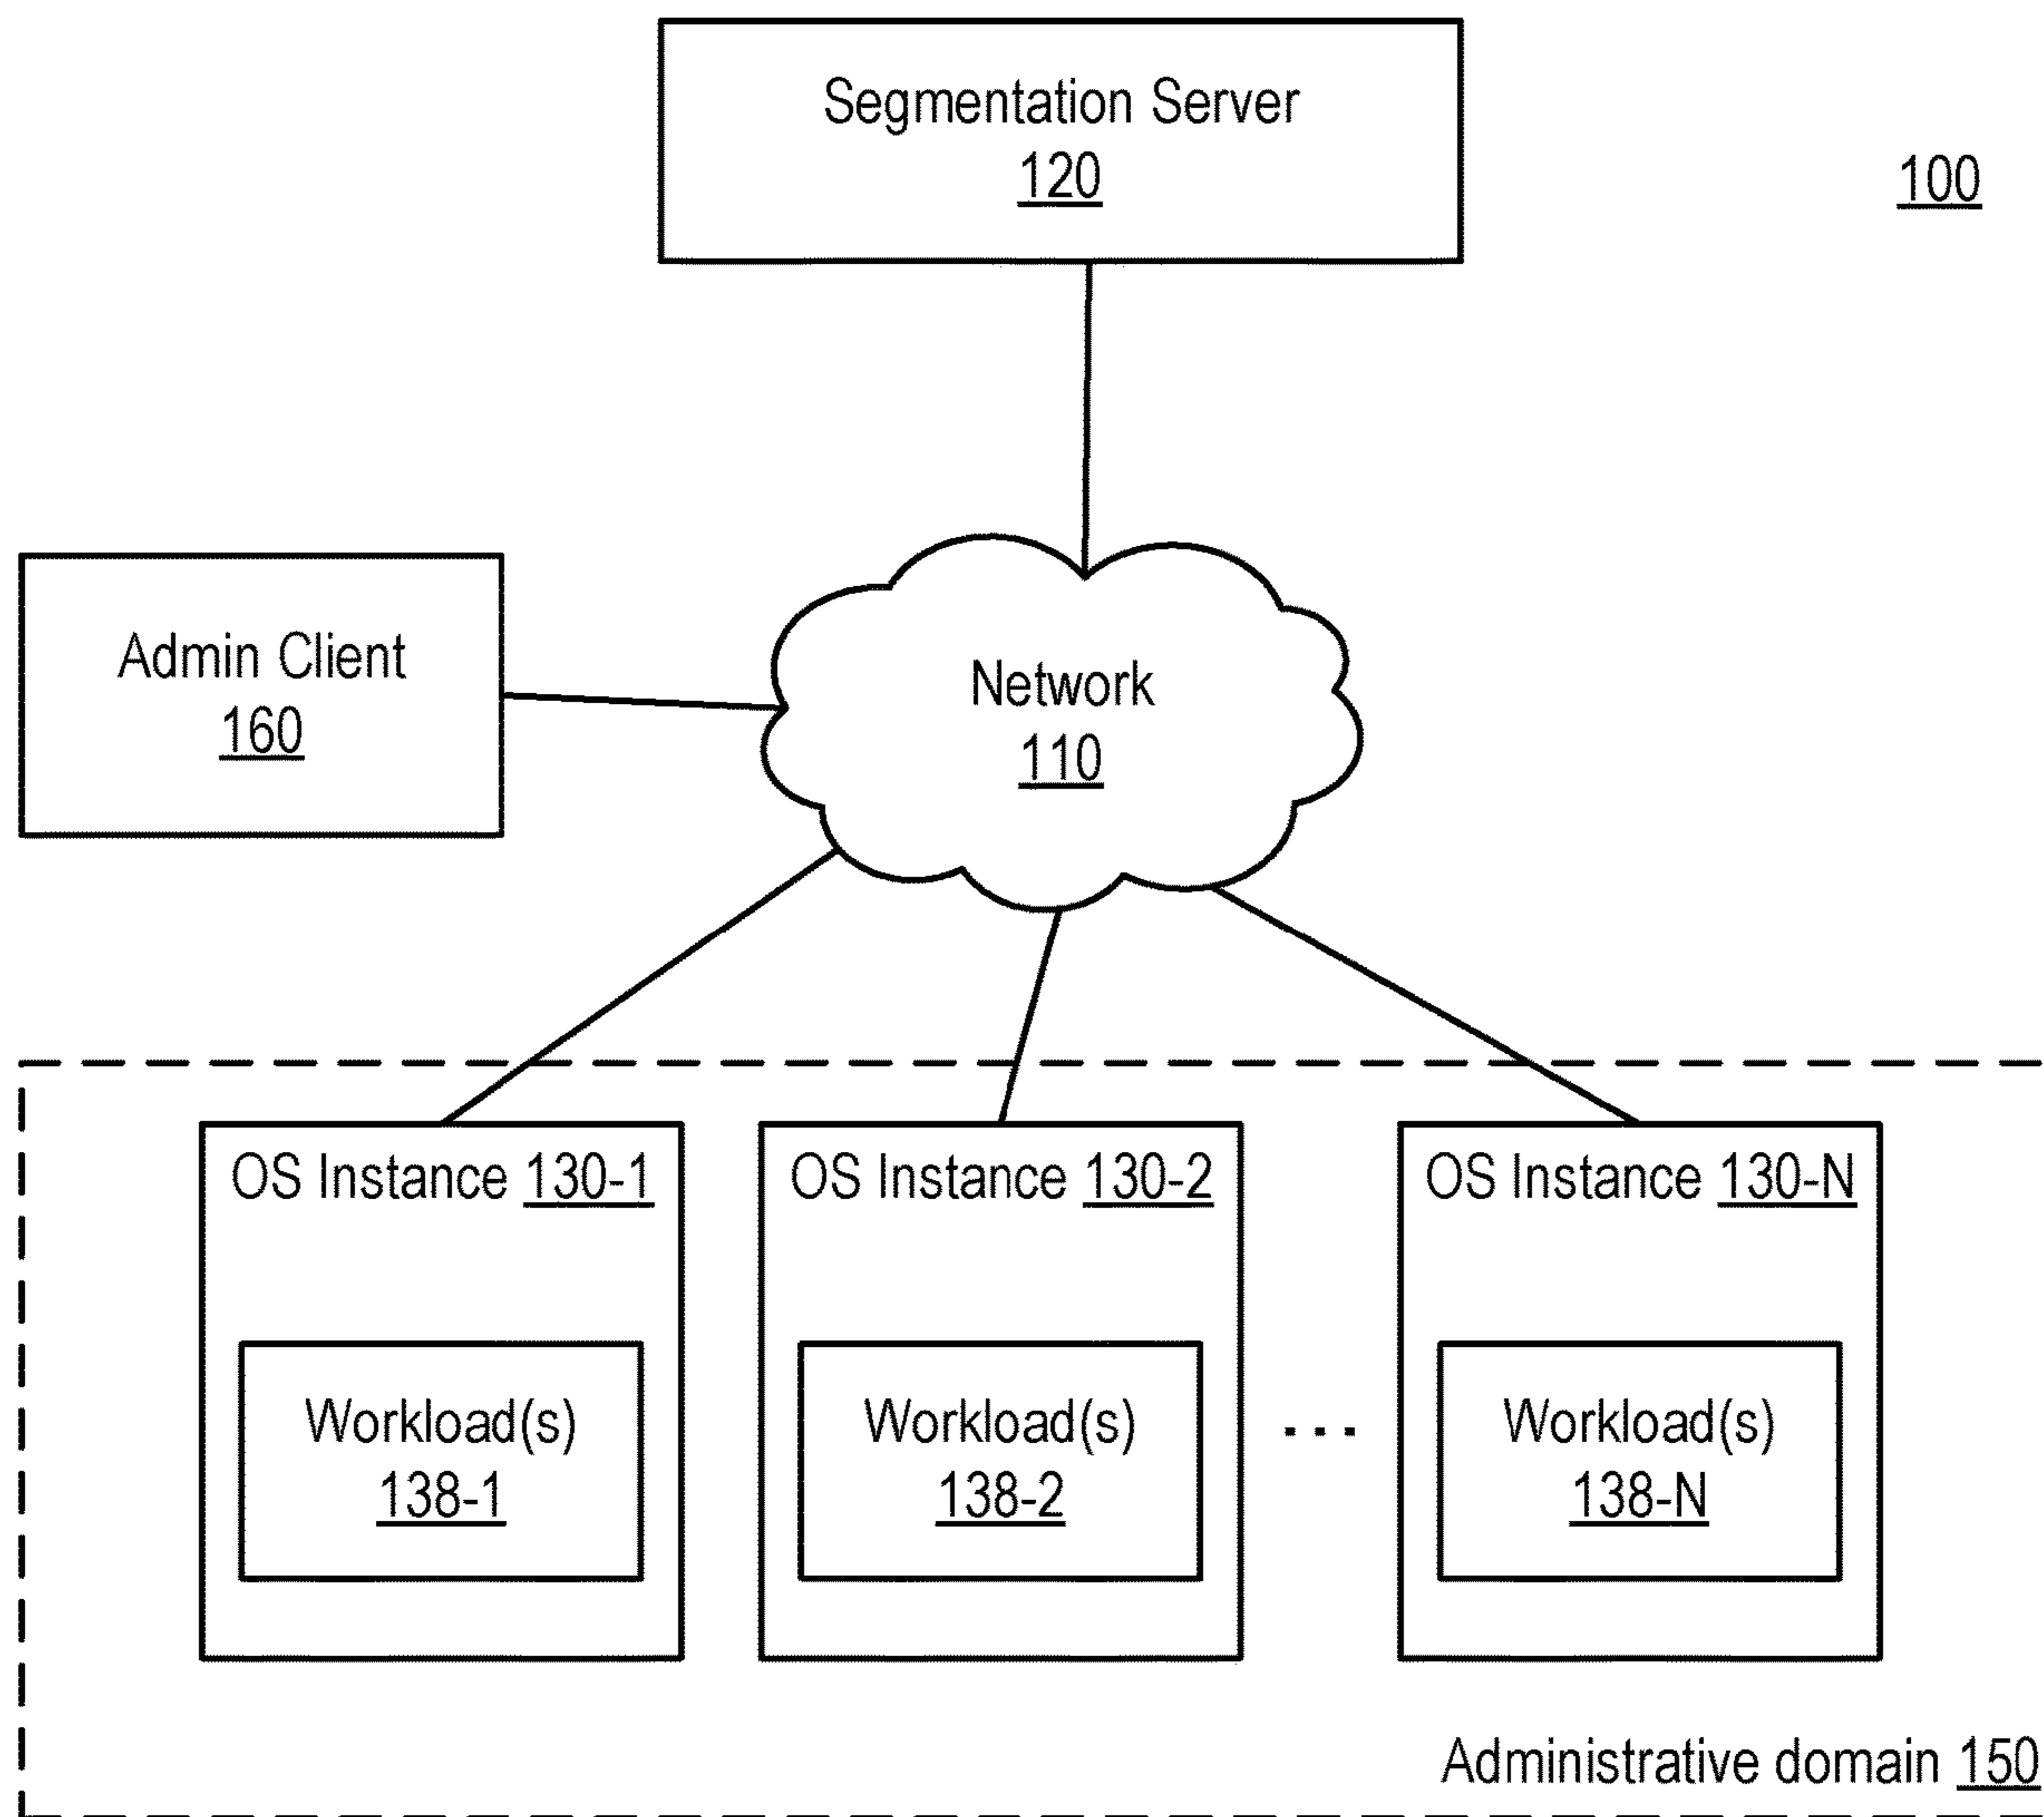 Segmentation Server
120
100
Admin Client
160
Network
110
OS Instance 130-1
OS Instance 130-2
OS Instance 130-N
Workload(s)
138-1
Workload(s)
138-2
...
Workload(s)
138-N
Administrative domain 150